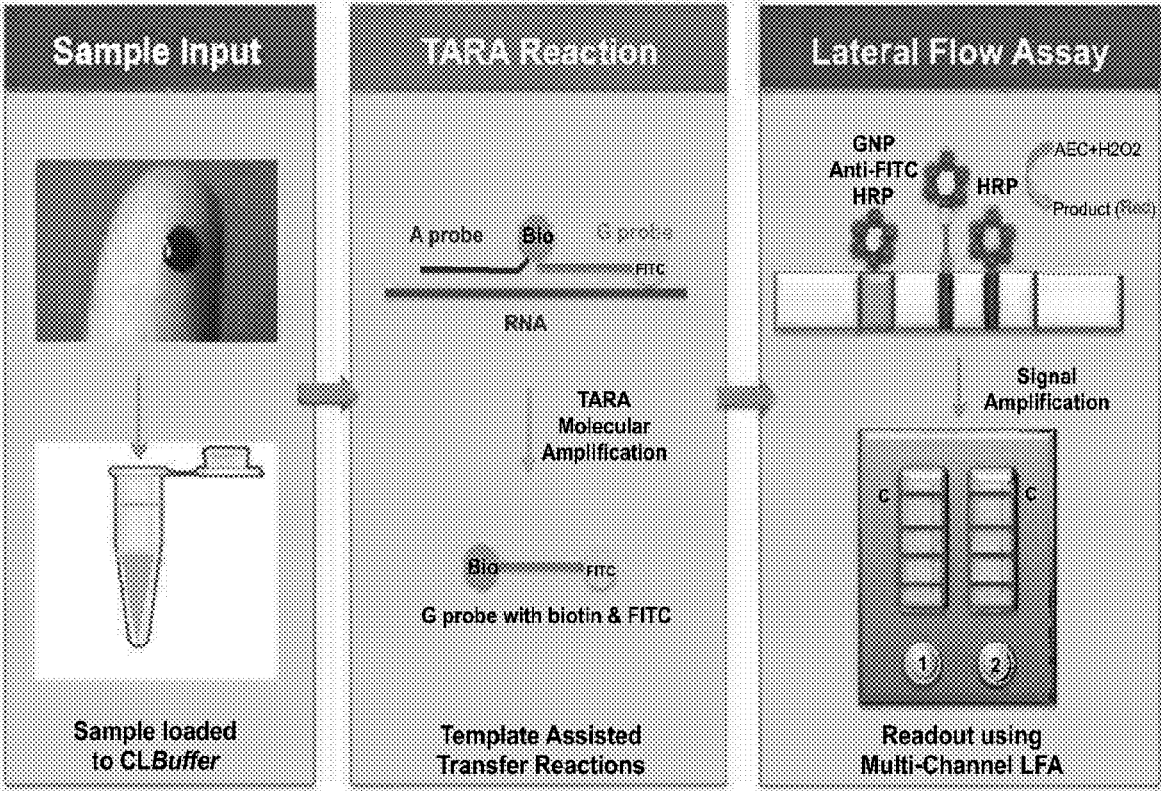 Sample Input
Sample loaded
to CLBuffer
TARA Reaction
A probe
Bio
G probe
FITC
RNA
TARA
Molecular
Amplification
Bio
FITC
G probe with biotin & FITC
Template Assisted
Transfer Reactions
Lateral Flow Assay
GNP
Anti-FITC
HRP
HRP
AEC+H2O2
Product (Red)
Signal
Amplification
C
C
1
2
Readout using
Multi-Channel LFA